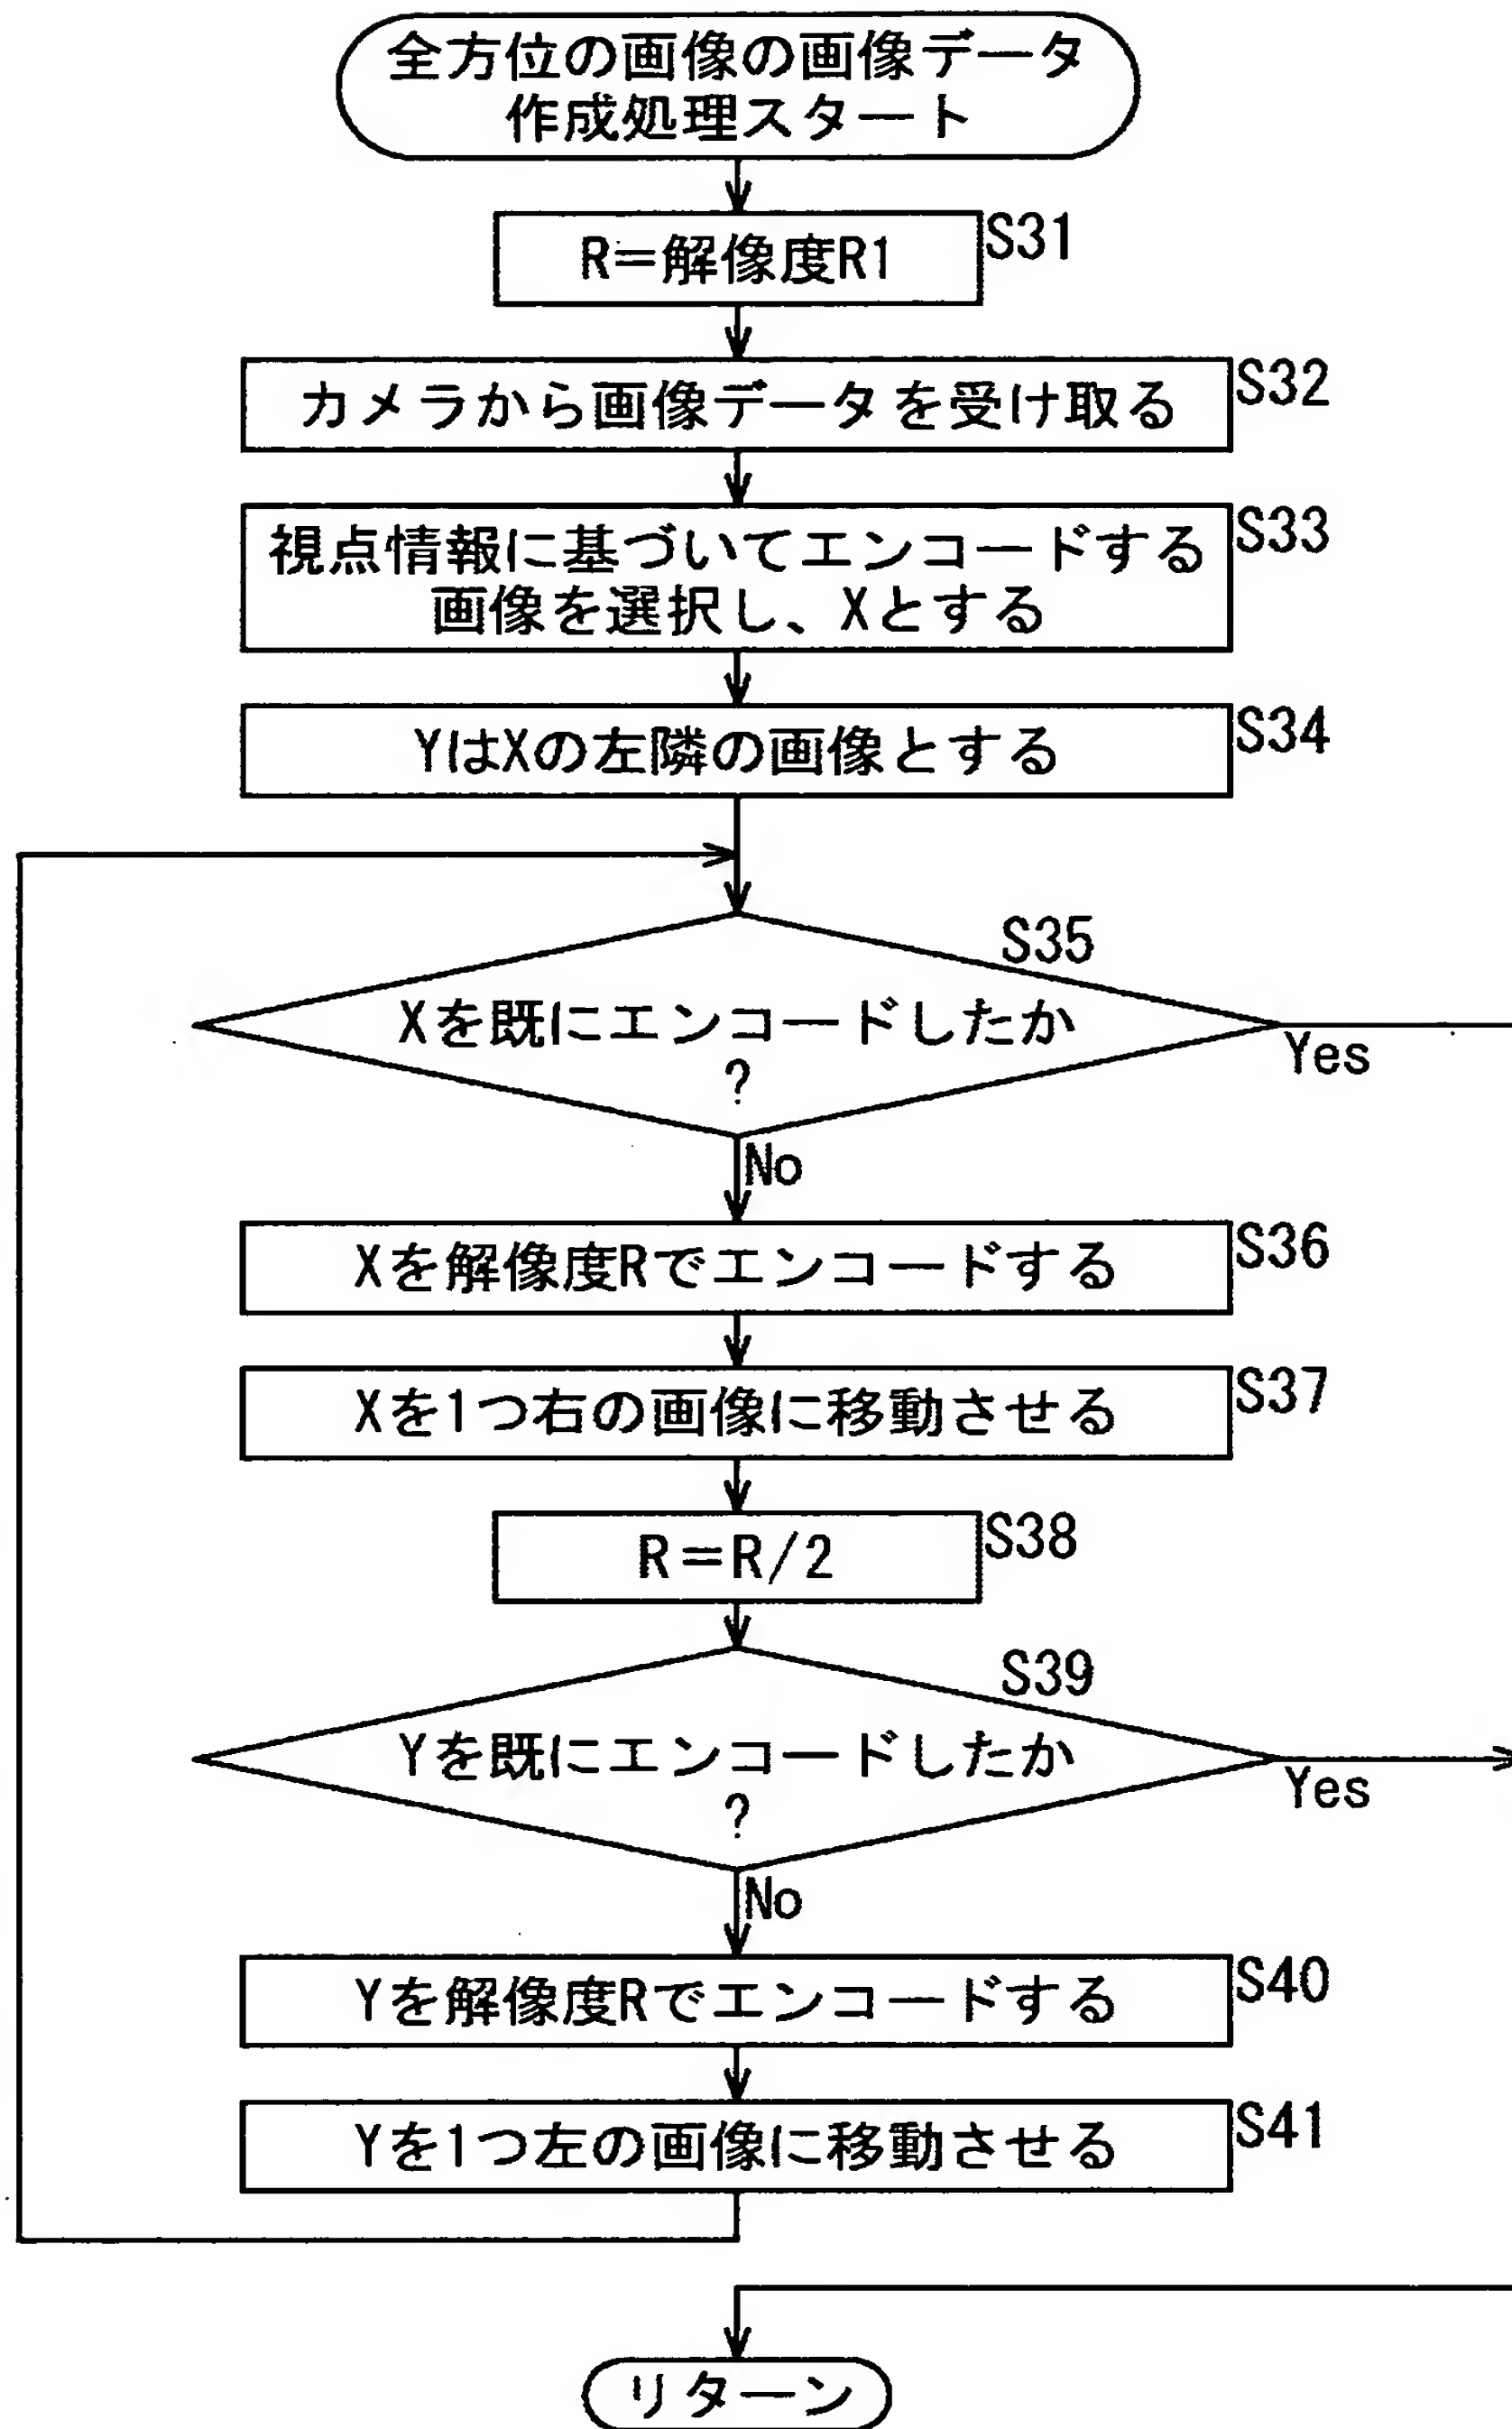 全方位の画像の画像データ
作成処理スタート
R=解像度R1
S31
カメラから画像データを受け取る
S32
視点情報に基づいてエンコードする
画像を選択し、Xとする
S33
YはXの左隣の画像とする
S34
S35
Xを既にエンコードしたか
?
Yes
No
Xを解像度Rでエンコードする
S36
Xを1つ右の画像に移動させる
S37
R=R/2
S38
S39
Yを既にエンコードしたか
?
Yes
No
Yを解像度Rでエンコードする
S40
Yを1つ左の画像に移動させる
S41
リターン